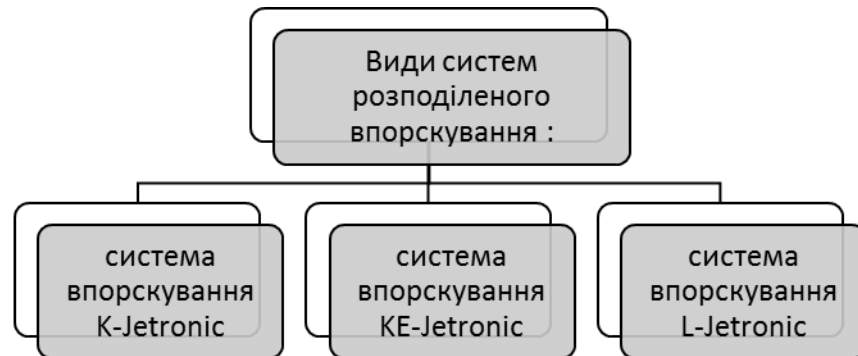 Види систем
розподіленого
впорскування :
система
впорскування
K-Jetronic
система
впорскування
KE-Jetronic
система
впорскування
L-Jetronic